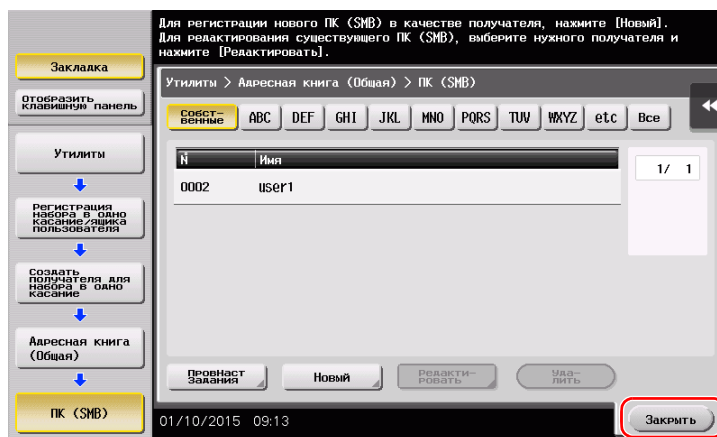 Для регистрации нового ПК (SMB) в качестве получателя, нажмите [Новый].
Для редактирования существующего ПК (SMB), выберите нужного получателя и
нажмите [Редактировать].
Закладка
Отобразить
клавишную панель
Утилиты
Регистрация
набора в одно
касание/ящика
пользователя
Создать
получателя для
набора в одно
касание
Адресная книга
(Общая)
ПК (SMB)
Утилиты > Адресная книга (Общая) > ПК (SMB)
Собст-
венные
ABC
DEF
GHI
JKL
MNO
PQRS
TUV
WXYZ
etc
Все
N Имя
0002 user1
1/ 1
ПровНаст
Задания
Новый
Редакти-
ровать
Уда-
лить
01/10/2015 09:13
Закрыть